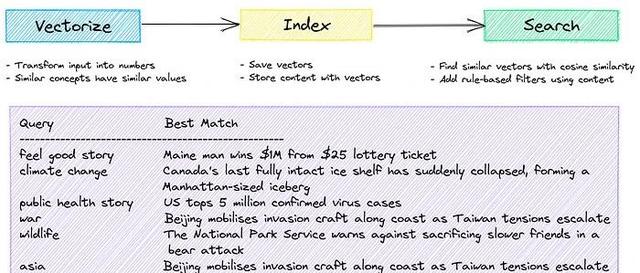 Vectorize
Index
Search
- Transform input into numbers
- Similar concepts have similar values
- Save vectors
- Store content with vectors
- Find similar vectors with cosine similarity
- Add rule-based filters using content
Query Best Match
feel good story Maine man wins $1M from $25 lottery ticket
climate change Canada's last fully intact ice shelf has suddenly collapsed, forming a
Manhattan-sized iceberg
public health story US tops 5 million confirmed virus cases
war Beijing mobilises invasion craft along coast as Taiwan tensions escalate
wildlife The National Park Service warns against sacrificing slower friends in a
bear attack
asia Beijing mobilises invasion craft along coast as Taiwan tensions escalate